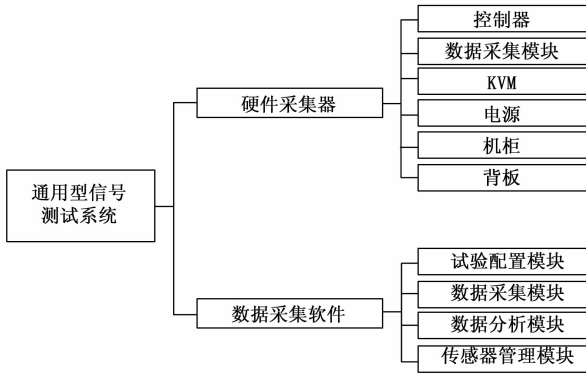 通用型信号
测试系统
硬件采集器
控制器
数据采集模块
KVM
电源
机柜
背板
数据采集软件
试验配置模块
数据采集模块
数据分析模块
传感器管理模块